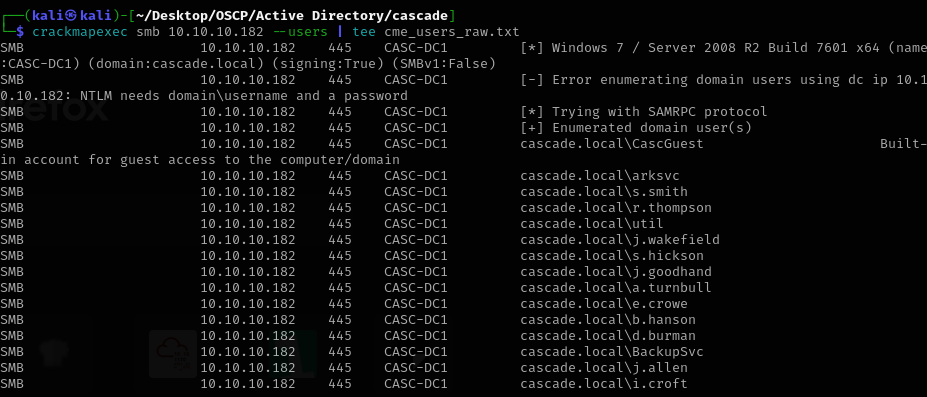 ┌──(kali㉿kali)-[~/Desktop/OSCP/Active Directory/cascade]
└─$ crackmapexec smb 10.10.10.182 --users | tee cme_users_raw.txt
SMB                      10.10.10.182    445    CASC-DC1         [*] Windows 7 / Server 2008 R2 Build 7601 x64 (name
:CASC-DC1) (domain:cascade.local) (signing:True) (SMBv1:False)
SMB                      10.10.10.182    445    CASC-DC1         [-] Error enumerating domain users using dc ip 10.1
0.10.182: NTLM needs domain\username and a password
SMB                      10.10.10.182    445    CASC-DC1         [*] Trying with SAMRPC protocol
SMB                      10.10.10.182    445    CASC-DC1         [+] Enumerated domain user(s)
SMB                      10.10.10.182    445    CASC-DC1         cascade.local\CascGuest                      Built-
in account for guest access to the computer/domain
SMB                      10.10.10.182    445    CASC-DC1         cascade.local\arksvc
SMB                      10.10.10.182    445    CASC-DC1         cascade.local\s.smith
SMB                      10.10.10.182    445    CASC-DC1         cascade.local\r.thompson
SMB                      10.10.10.182    445    CASC-DC1         cascade.local\util
SMB                      10.10.10.182    445    CASC-DC1         cascade.local\j.wakefield
SMB                      10.10.10.182    445    CASC-DC1         cascade.local\s.hickson
SMB                      10.10.10.182    445    CASC-DC1         cascade.local\j.goodhand
SMB                      10.10.10.182    445    CASC-DC1         cascade.local\a.turnbull
SMB                      10.10.10.182    445    CASC-DC1         cascade.local\e.crowe
SMB                      10.10.10.182    445    CASC-DC1         cascade.local\b.hanson
SMB                      10.10.10.182    445    CASC-DC1         cascade.local\d.burman
SMB                      10.10.10.182    445    CASC-DC1         cascade.local\BackupSvc
SMB                      10.10.10.182    445    CASC-DC1         cascade.local\j.allen
SMB                      10.10.10.182    445    CASC-DC1         cascade.local\i.croft